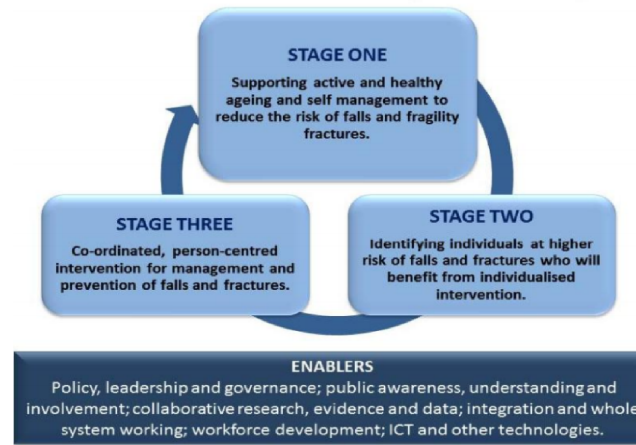 STAGE ONE
Supporting active and healthy
ageing and self management to
reduce the risk of falls and fragility
fractures.
STAGE THREE
Co-ordinated, person-centred
intervention for management and
prevention of falls and fractures.
STAGE TWO
Identifying individuals at higher
risk of falls and fractures who will
benefit from individualised
intervention.
ENABLERS
Policy, leadership and governance; public awareness, understanding and
involvement; collaborative research, evidence and data; integration and whole
system working; workforce development; ICT and other technologies.